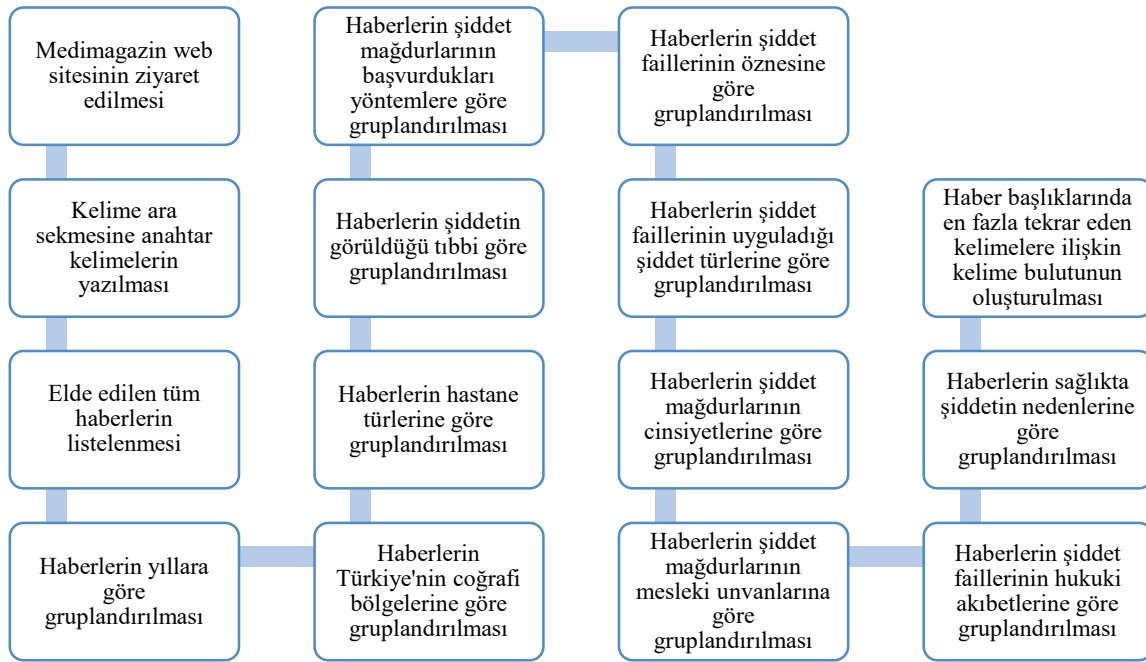 Medimagazin web
sitesinin ziyaret
edilmesi
Kelime ara
sekmesine anahtar
kelimelerin
yazılması
Elde edilen tüm
haberlerin
listelenmesi
Haberlerin yıllara
göre
gruplandırılması
Haberlerin
Türkiye'nin coğrafi
bölgelerine göre
gruplandırılması
Haberlerin hastane
türlerine göre
gruplandırılması
Haberlerin şiddetin
görüldüğü tıbbi göre
gruplandırılması
Haberlerin şiddet
mağdurlarının
başvurdukları
yöntemlere göre
gruplandırılması
Haberlerin şiddet
faillerinin öznesine
göre
gruplandırılması
Haberlerin şiddet
faillerinin uyguladığı
şiddet türlerine göre
gruplandırılması
Haberlerin şiddet
mağdurlarının
cinsiyetlerine göre
gruplandırılması
Haberlerin şiddet
mağdurlarının
mesleki unvanlarına
göre
gruplandırılması
Haberlerin şiddet
faillerinin hukuki
akıbetlerine göre
gruplandırılması
Haberlerin sağlıkta
şiddetin nedenlerine
göre
gruplandırılması
Haber başlıklarında
en fazla tekrar eden
kelimelere ilişkin
kelime bulutunun
oluşturulması